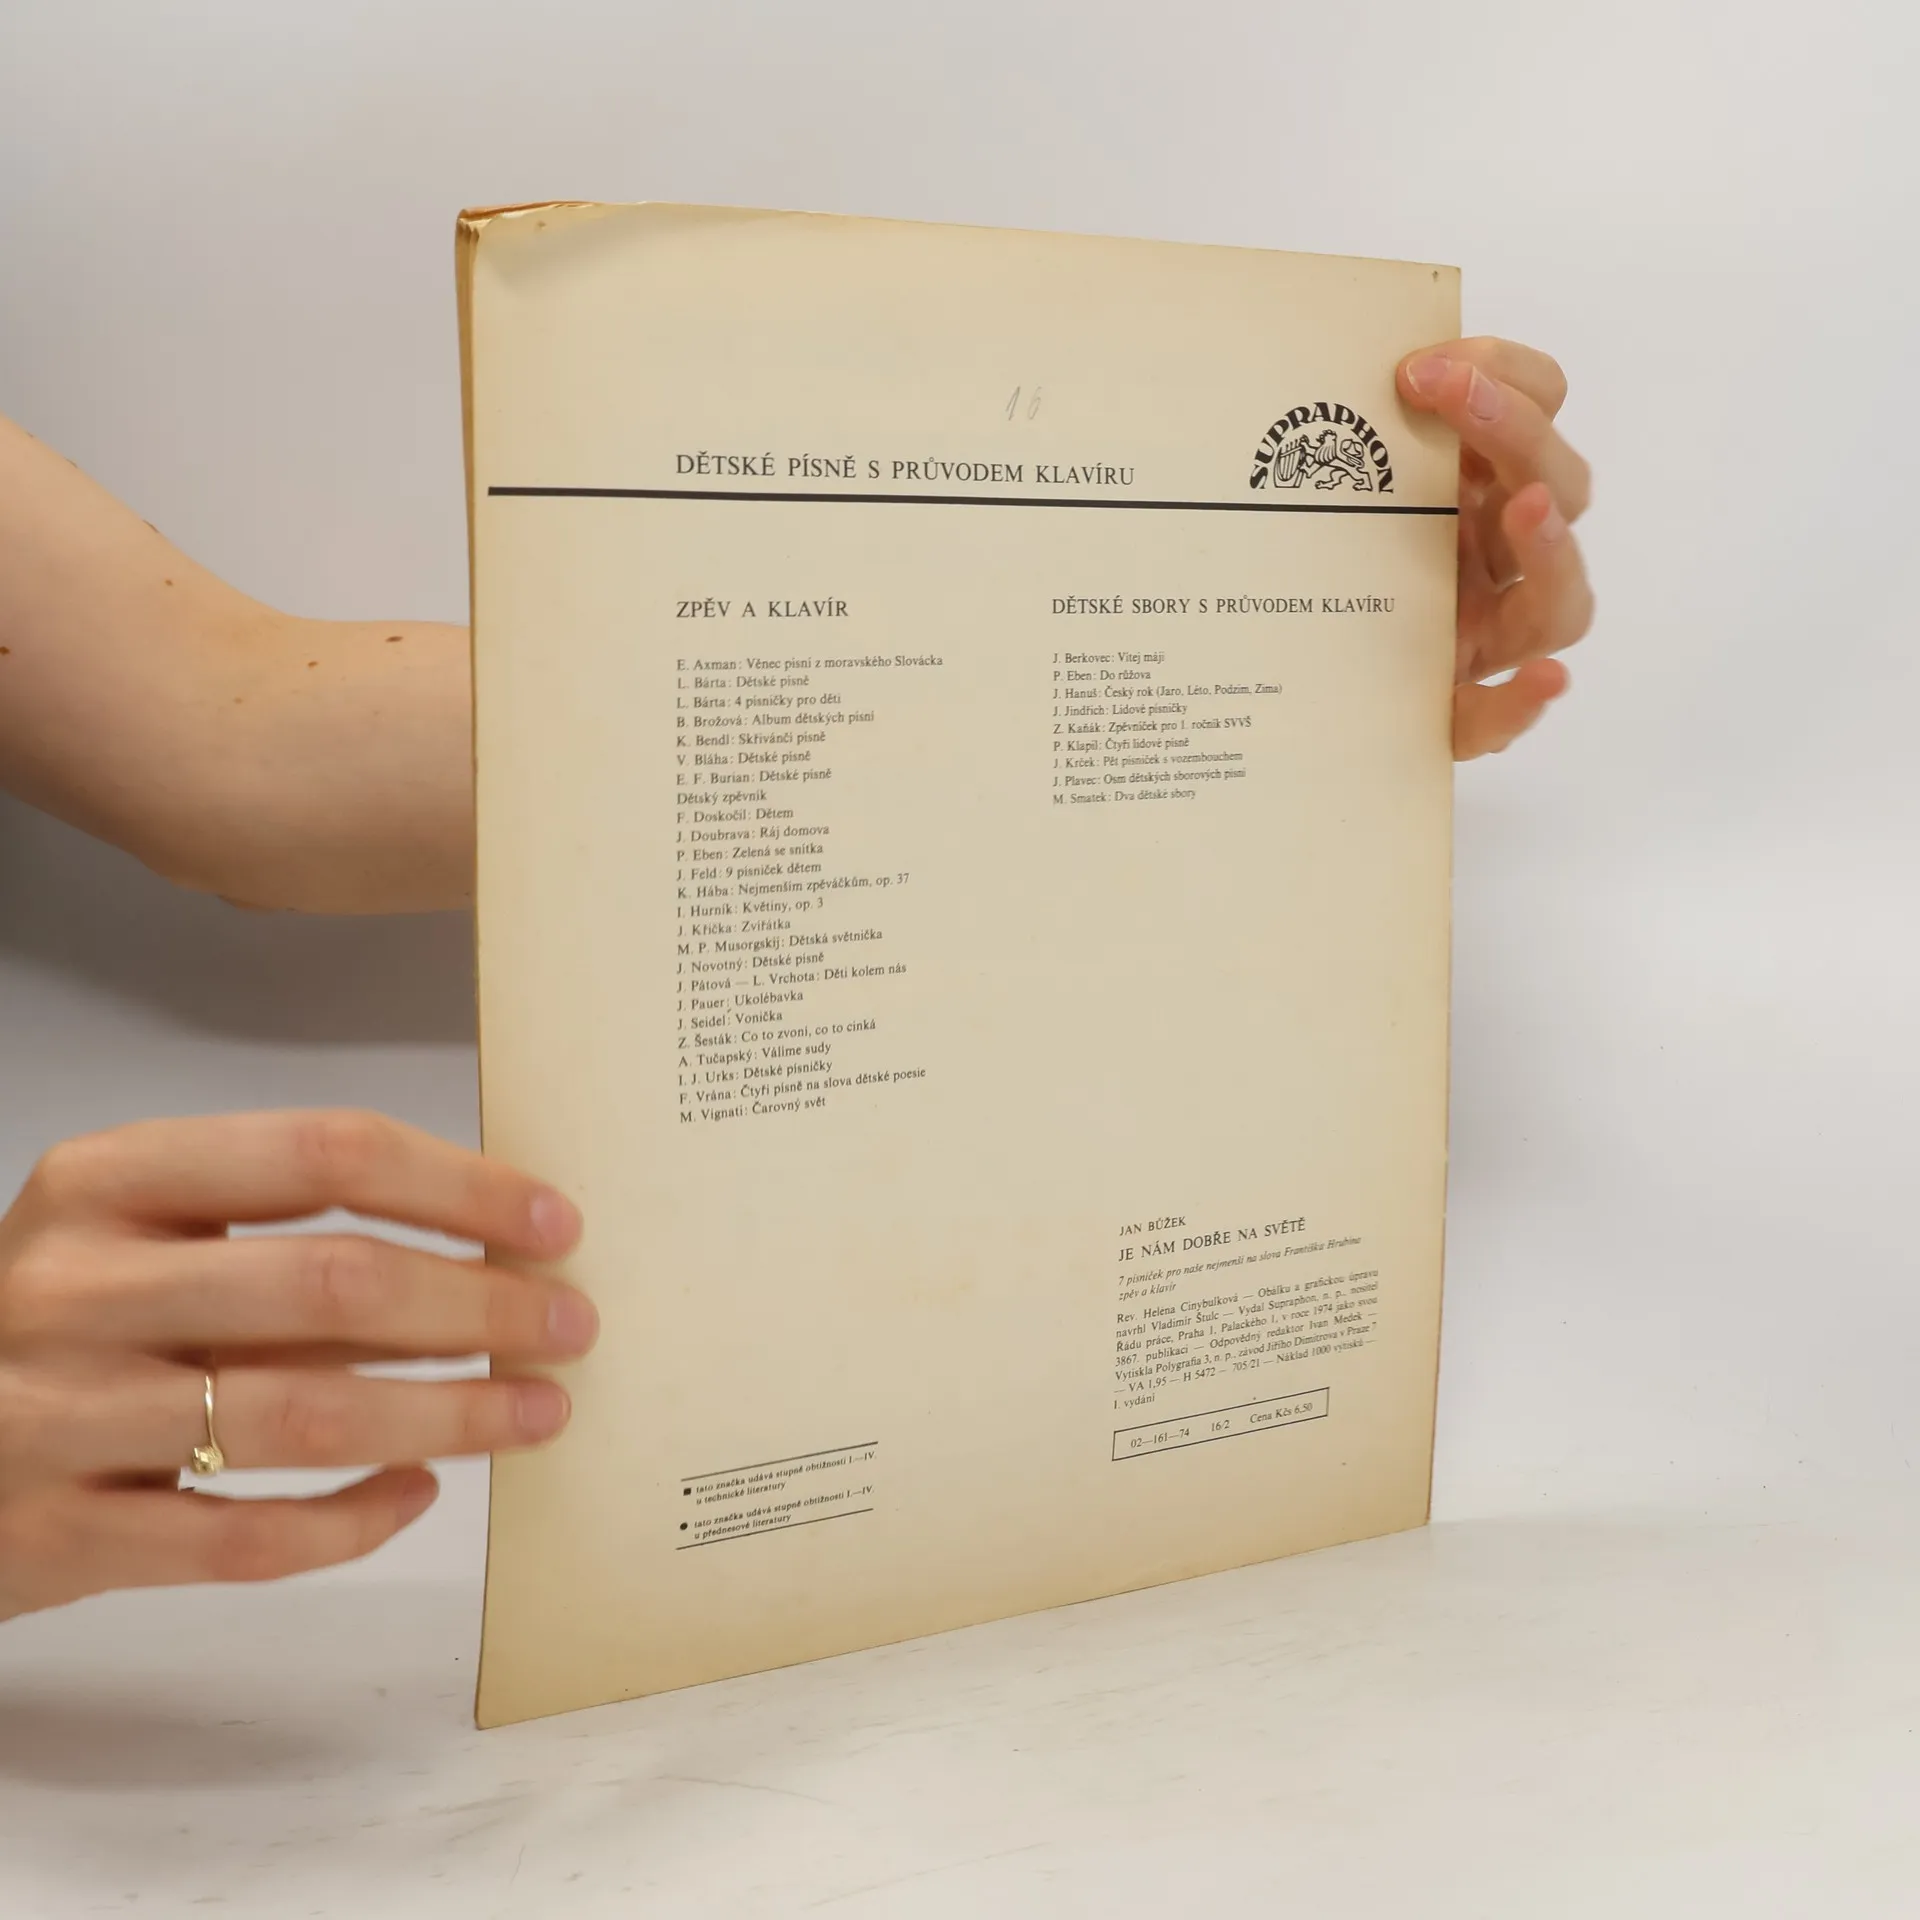 16
SUPRAPHON
DĚTSKÉ PÍSNĚ S PRŮVODEM KLAVÍRU
ZPĚV A KLAVÍR
E. Axman: Věnec písní z moravského Slovácka
L. Bárta: Dětské písně
L. Bárta: 4 písničky pro děti
B. Brožová: Album dětských písní
K. Bendl: Skřivánčí písně
V. Bláha: Dětské písně
E. F. Burian: Dětské písně
Dětský zpěvník
F. Doskočil: Dětem
J. Doubrava: Ráj domova
P. Eben: Zelená se snítka
J. Feld: 9 písniček dětem
K. Hába: Nejmenším zpěváčkům, op. 37
I. Hurník: Květiny, op. 3
J. Křička: Zvířátka
M. P. Musorgskij: Dětská světnička
J. Novotný: Dětské písně
J. Pátová — L. Vrchota: Děti kolem nás
J. Pauer: Ukolébavka
J. Seidel: Vonička
Z. Šesták: Co to zvoní, co to cinká
A. Tučapský: Válíme sudy
I. J. Urks: Dětské písničky
F. Vrána: Čtyři písně na slova dětské poesie
M. Vignati: Čarovný svět
DĚTSKÉ SBORY S PRŮVODEM KLAVÍRU
J. Berkovec: Vítej máji
P. Eben: Do růžova
J. Hanuš: Český rok (Jaro, Léto, Podzim, Zima)
J. Jindřich: Lidové písničky
Z. Kaňák: Zpěvníček pro 1. ročník SVVŠ
P. Klapil: Čtyři lidové písně
J. Krček: Pět písniček s vozembouchem
J. Plavec: Osm dětských sborových písní
M. Smatek: Dva dětské sbory
JAN BŮŽEK
JE NÁM DOBŘE NA SVĚTĚ
7 písniček pro naše nejmenší na slova Františka Hrubína
zpěv a klavír
Rev. Helena Cinybulková — Obálku a grafickou úpravu
navrhl Vladimír Štulc — Vydal Supraphon, n. p., nositel
Řádu práce, Praha 1, Palackého 1, v roce 1974 jako svou
3867. publikaci — Odpovědný redaktor Ivan Medek —
Vytiskla Polygrafia 3, n. p., závod Jiřího Dimitrova v Praze 7
— VA 1,95 — H 5472 — 705/21 — Náklad 1000 výtisků —
I. vydání
02—161—74 16/2 Cena Kčs 6,50
■ tato značka udává stupně obtížnosti I.—IV.
u technické literatury
● tato značka udává stupně obtížnosti I.—IV.
u přednesové literatury